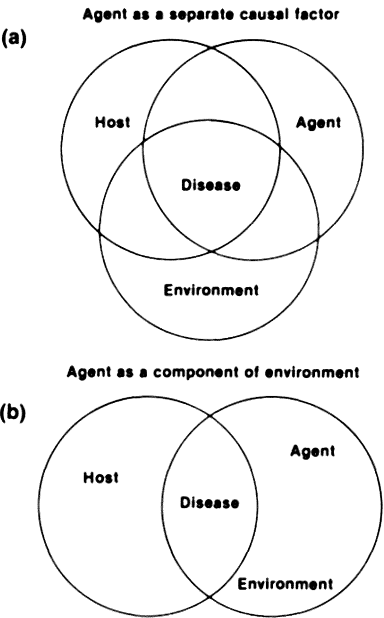 Agent as a separate causal factor
(a)
Host
Agent
Disease
Environment
Agent as a component of environment
(b)
Agent
Host
Disease
Environment